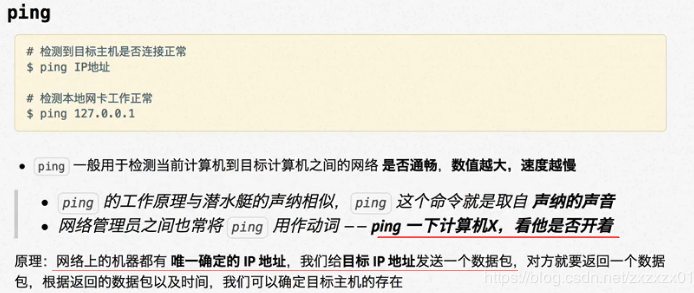 ping
# 检测到目标主机是否连接正常
$ ping IP地址
# 检测本地网卡工作正常
$ ping 127.0.0.1
• ping 一般用于检测当前计算机到目标计算机之间的网络 是否通畅，数值越大，速度越慢
• ping 的工作原理与潜水艇的声纳相似，ping 这个命令就是取自 声纳的声音
• 网络管理员之间也常将 ping 用作动词 —— ping 一下计算机X，看他是否开着
原理：网络上的机器都有 唯一确定的 IP 地址，我们给目标 IP 地址发送一个数据包，对方就要返回一个数据
包，根据返回的数据包以及时间，我们可以确定目标主机的存在
https://blog.csdn.net/zxzxzx01